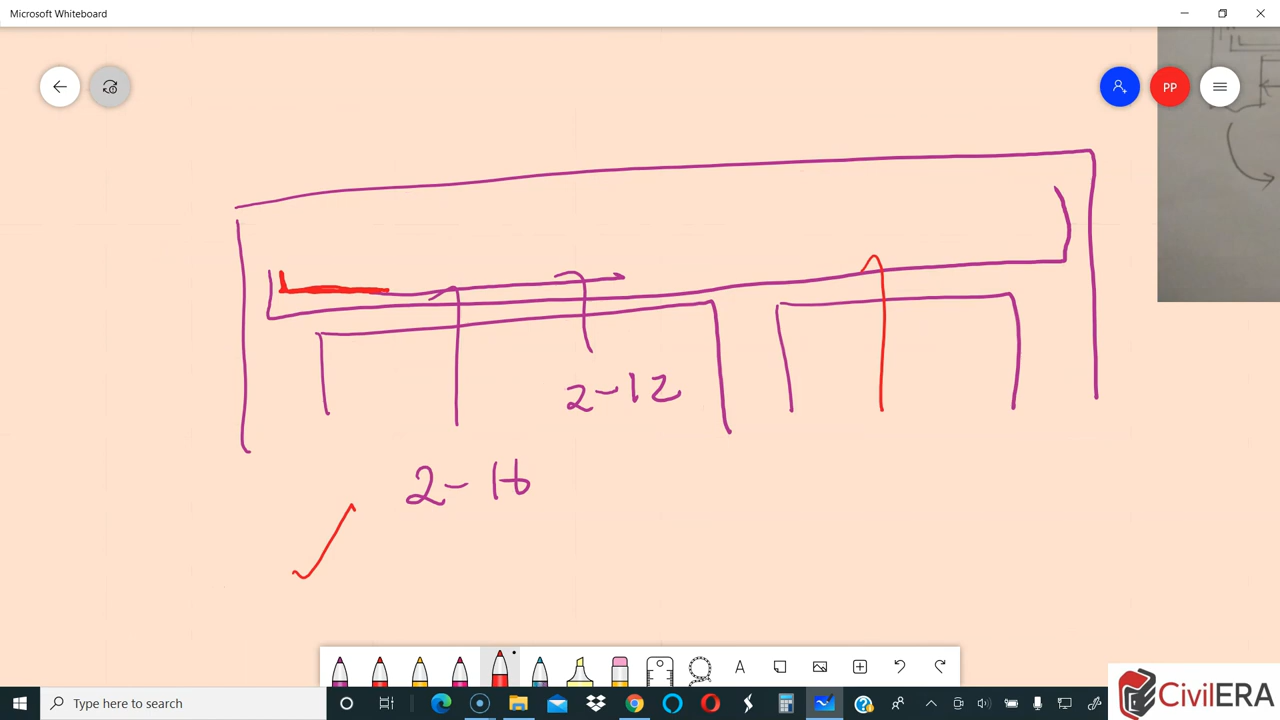 Microsoft Whiteboard
PP
2-12
2-16
A
Type here to search
CivilERA